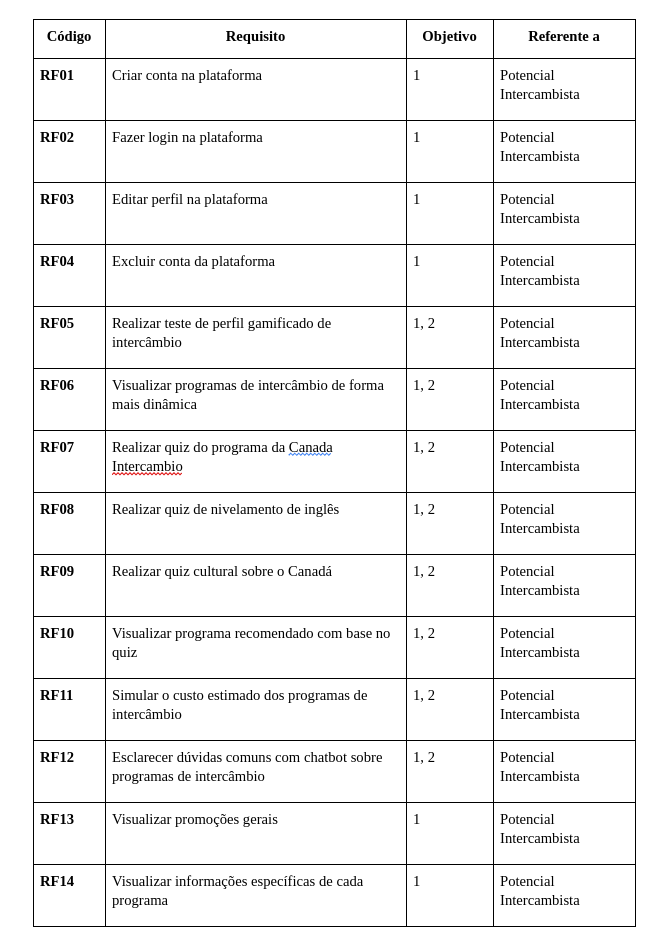 Código Requisito Objetivo Referente a
RF01 Criar conta na plataforma 1 Potencial
Intercambista
RF02 Fazer login na plataforma 1 Potencial
Intercambista
RF03 Editar perfil na plataforma 1 Potencial
Intercambista
RF04 Excluir conta da plataforma 1 Potencial
Intercambista
RF05 Realizar teste de perfil gamificado de 1, 2 Potencial
intercâmbio Intercambista
RF06 Visualizar programas de intercâmbio de forma 1, 2 Potencial
mais dinâmica Intercambista
RF07 Realizar quiz do programa da Canada 1, 2 Potencial
Intercambio Intercambista
RF08 Realizar quiz de nivelamento de inglês 1, 2 Potencial
Intercambista
RF09 Realizar quiz cultural sobre o Canadá 1, 2 Potencial
Intercambista
RF10 Visualizar programa recomendado com base no 1, 2 Potencial
quiz Intercambista
RF11 Simular o custo estimado dos programas de 1, 2 Potencial
intercâmbio Intercambista
RF12 Esclarecer dúvidas comuns com chatbot sobre 1, 2 Potencial
programas de intercâmbio Intercambista
RF13 Visualizar promoções gerais 1 Potencial
Intercambista
RF14 Visualizar informações específicas de cada 1 Potencial
programa Intercambista